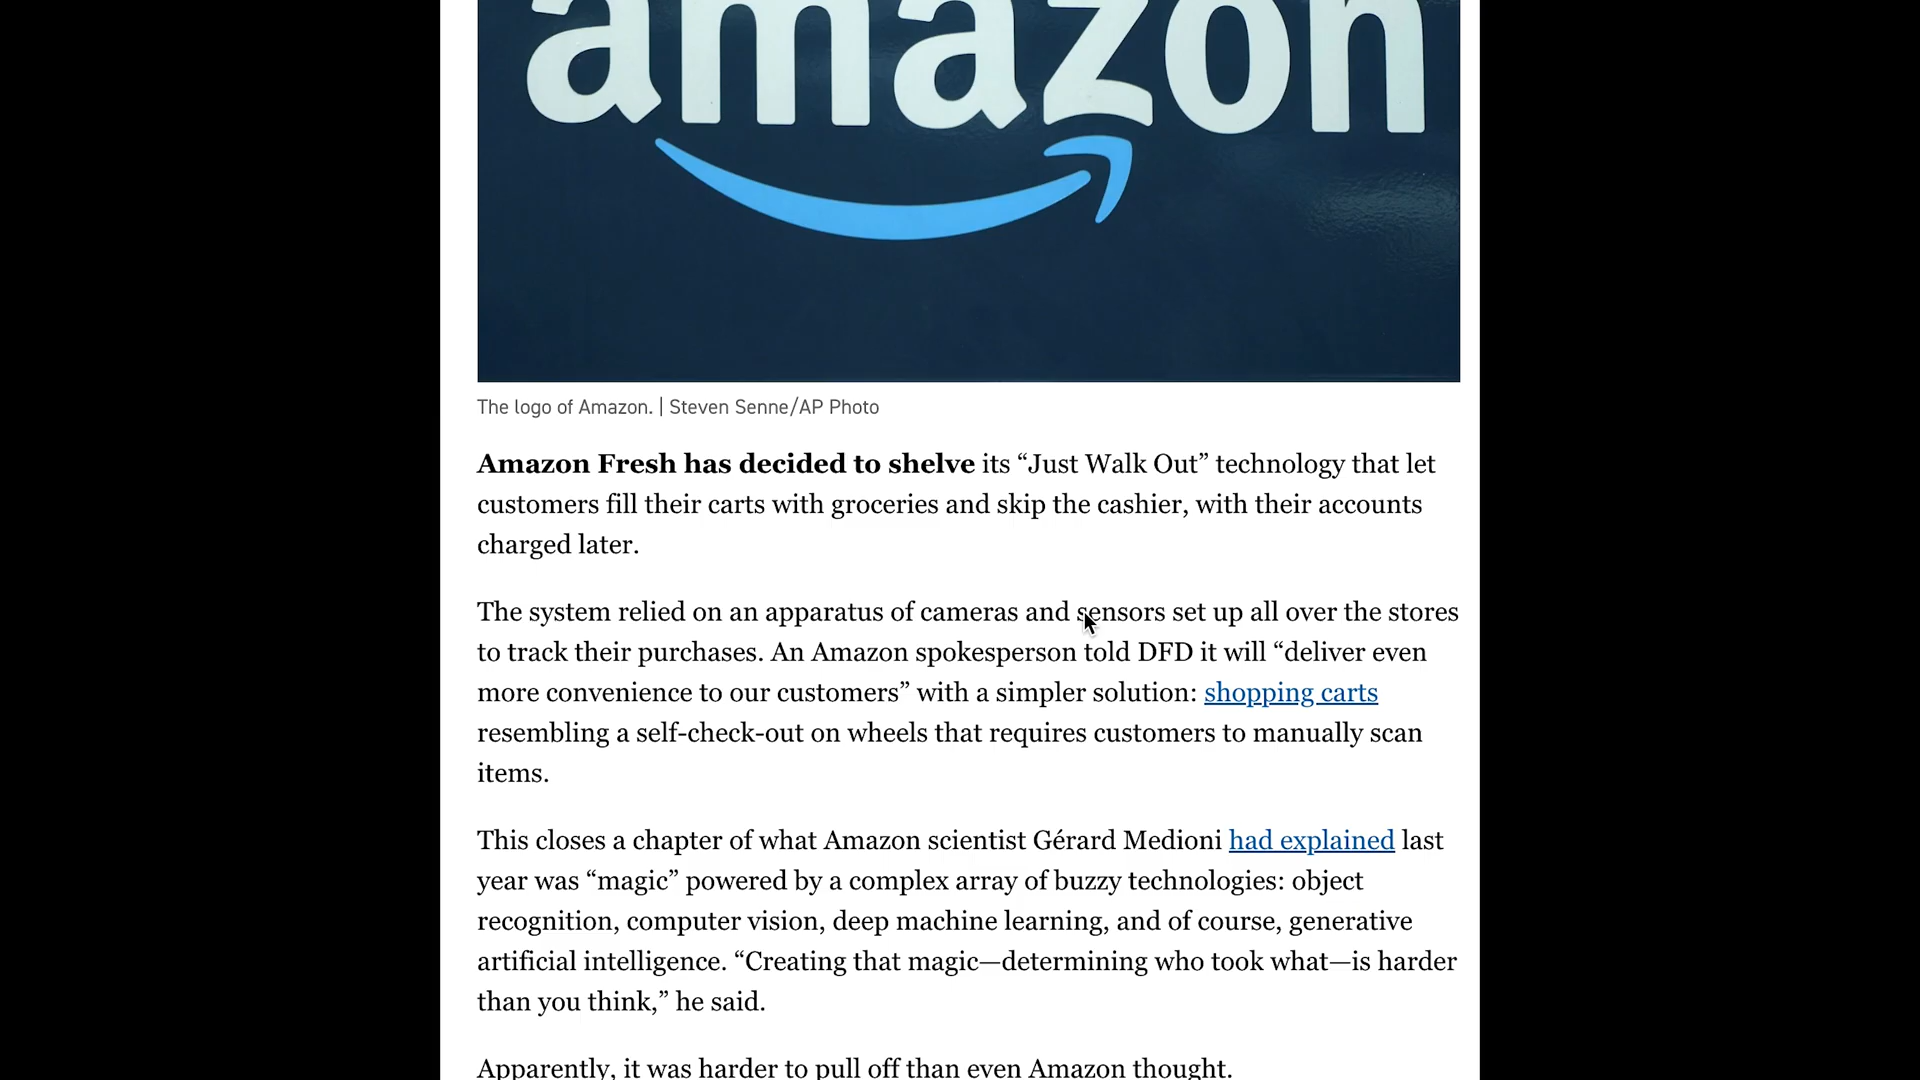 amazon
The logo of Amazon. | Steven Senne/AP Photo
Amazon Fresh has decided to shelve its “Just Walk Out” technology that let
customers fill their carts with groceries and skip the cashier, with their accounts
charged later.
The system relied on an apparatus of cameras and sensors set up all over the stores
to track their purchases. An Amazon spokesperson told DFD it will “deliver even
more convenience to our customers” with a simpler solution: shopping carts
resembling a self-check-out on wheels that requires customers to manually scan
items.
This closes a chapter of what Amazon scientist Gérard Medioni had explained last
year was “magic” powered by a complex array of buzzy technologies: object
recognition, computer vision, deep machine learning, and of course, generative
artificial intelligence. “Creating that magic—determining who took what—is harder
than you think,” he said.
Apparently, it was harder to pull off than even Amazon thought.